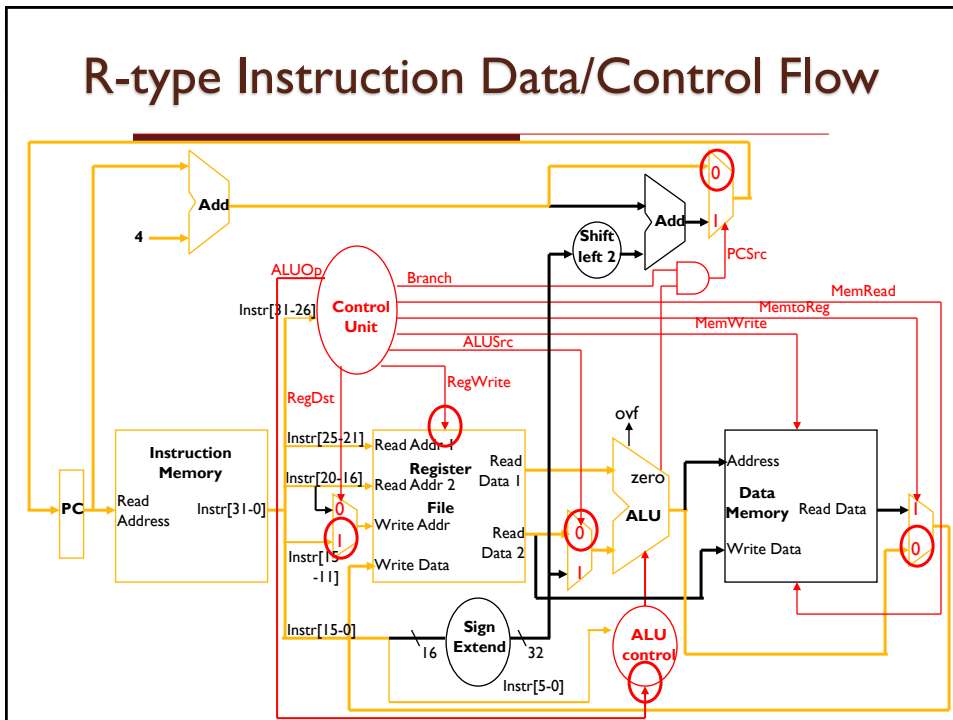 R-type Instruction Data/Control Flow
Add
4
0
1
Add
Shift
left 2
PCSrc
ALUOp
Branch
MemRead
MemtoReg
MemWrite
Instr[31-26]
Control
Unit
ALUSrc
RegWrite
RegDst
ovf
Instruction
Memory
Instr[25-21]
Read Addr 1
Register
File
Read
Data 1
zero
ALU
Address
Data
Memory
Read Data
PC
Read
Address
Instr[31-0]
Instr[20-16]
Read Addr 2
0
1
Write Addr
Read
Data 2
0
1
Write Data
1
0
Instr[15
-11]
Write Data
Instr[15-0]
16
Sign
Extend
32
ALU
control
Instr[5-0]